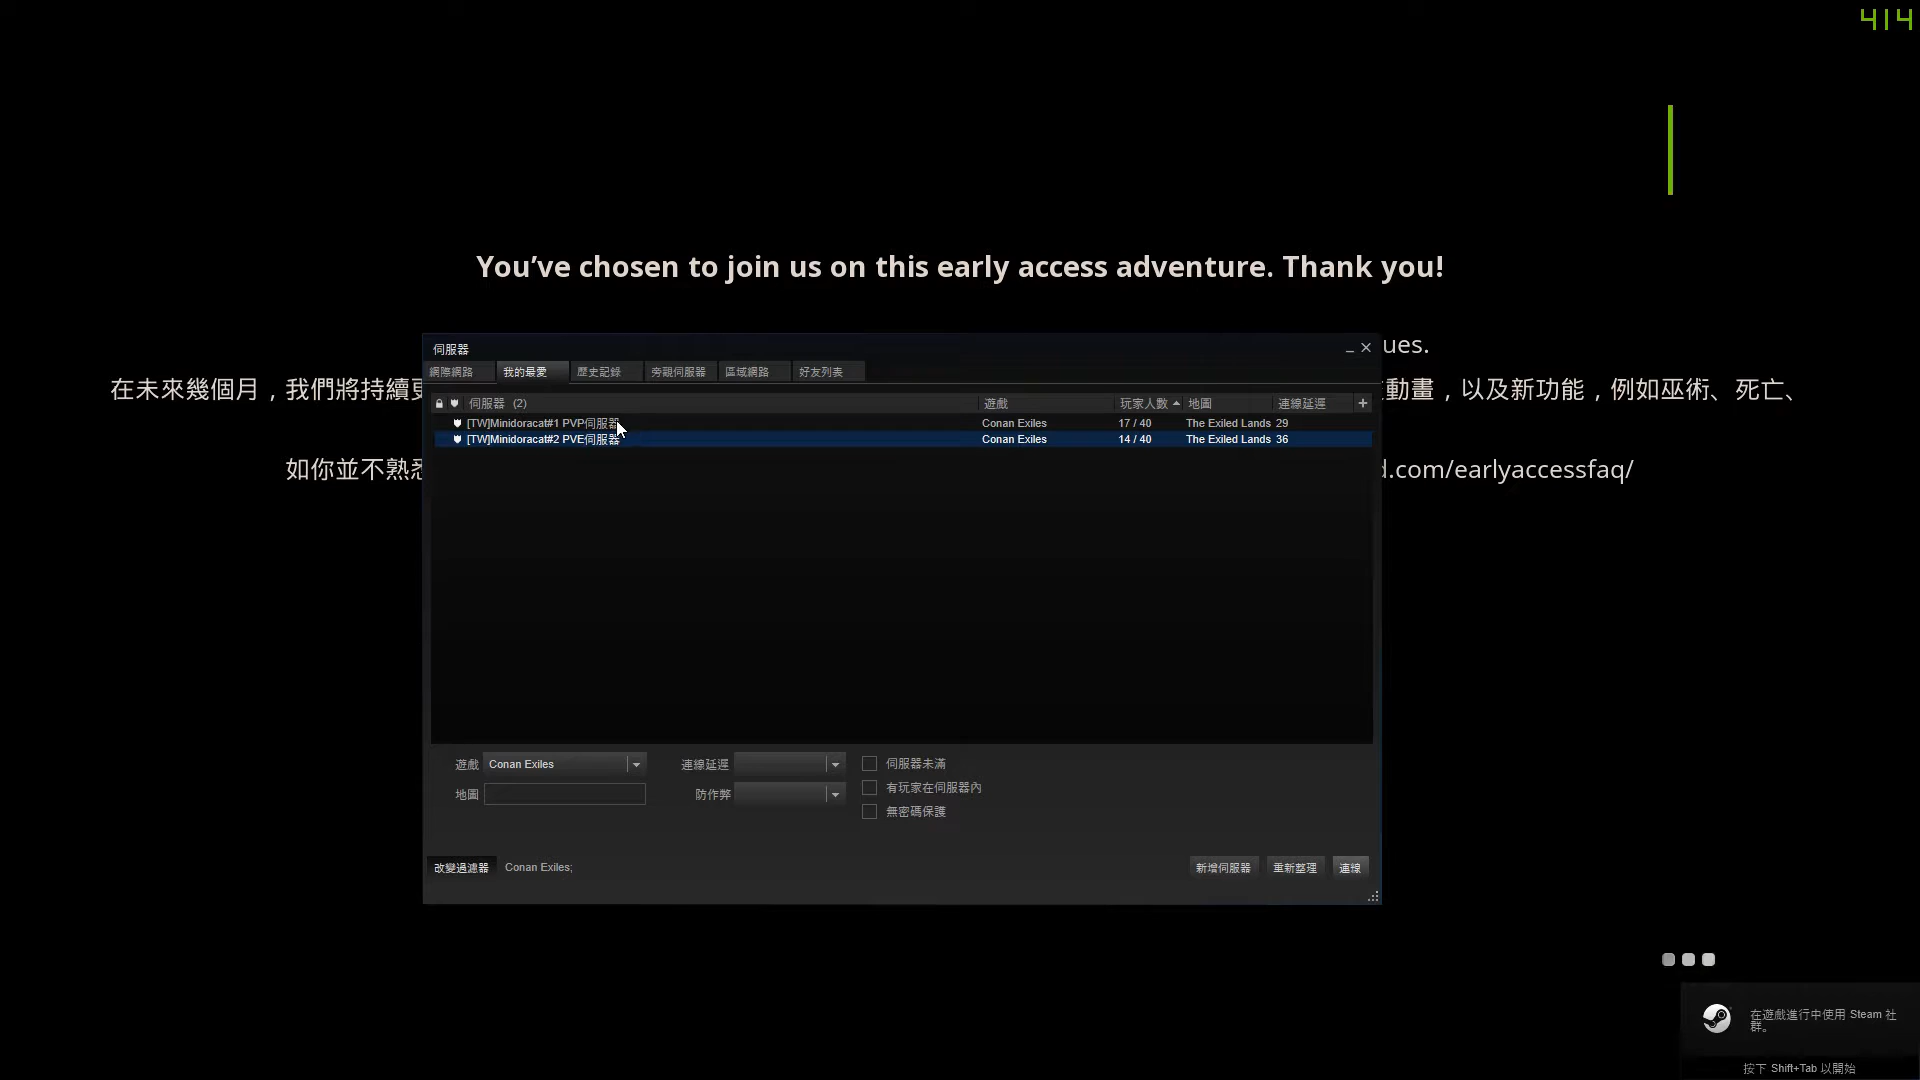 414
You've chosen to join us on this early access adventure. Thank you!
ues.
在未來幾個月，我們將持續更
動畫，以及新功能，例如巫術、死亡、
如你並不熟悉
d.com/earlyaccessfaq/
伺服器
網際網路 我的最愛 歷史記錄 旁觀伺服器 區域網路 好友列表
伺服器 (2) 遊戲 玩家人數 地圖 連線延遲 +
[TW]Minidoracat#1 PVP伺服器 Conan Exiles 17 / 40 The Exiled Lands 29
[TW]Minidoracat#2 PVE伺服器 Conan Exiles 14 / 40 The Exiled Lands 36
遊戲 Conan Exiles 連線延遲 伺服器未滿
有玩家在伺服器內
地圖 防作弊
無密碼保護
改變過濾器 Conan Exiles; 新增伺服器 重新整理 連線
在遊戲進行中使用 Steam 社
群。
按下 Shift+Tab 以開始